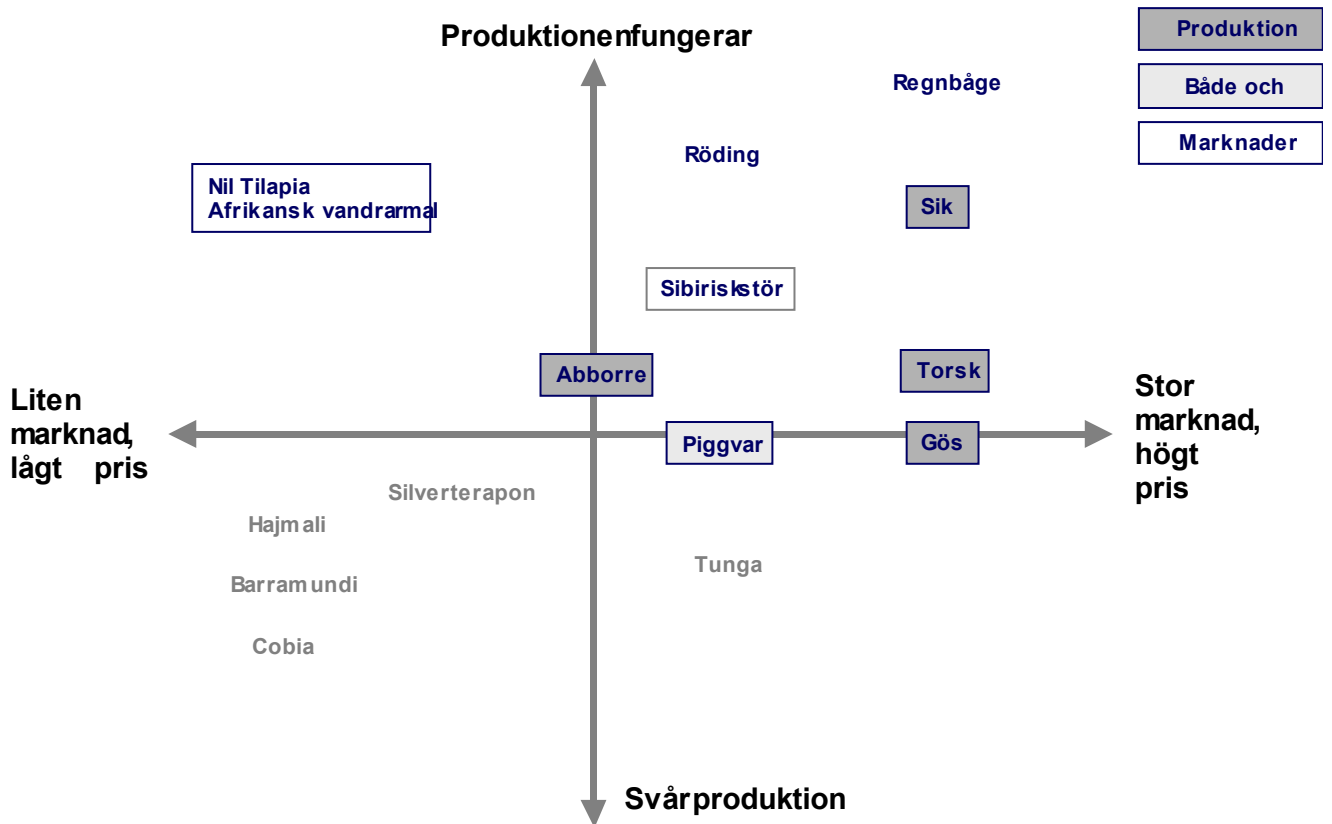 Produktionenfungerar
Produktion
Både och
Marknader
Regnbåge
Röding
Nil Tilapia
Afrikansk vandrarmal
Sik
Sibiriskstör
Abborre
Torsk
Liten
marknad,
lågt pris
Stor
marknad,
högt
pris
Piggvar
Gös
Silverterapon
Hajmali
Barramundi
Cobia
Tunga
Svårproduktion